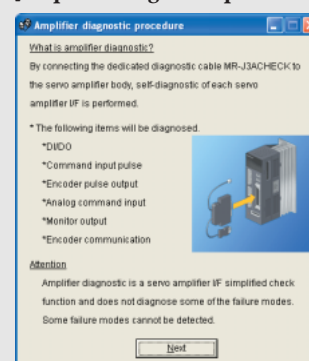 Amplifier diagnostic procedure
What is amplifier diagnostic?
By connecting the dedicated diagnostic cable MR-J3ACHECK to
the servo amplifier body, self-diagnostic of each servo
amplifier I/F is performed.
* The following items will be diagnosed.
*DI/DO
*Command input pulse
*Encoder pulse output
*Analog command input
*Monitor output
*Encoder communication
Attention
Amplifier diagnostic is a servo amplifier I/F simplified check
function and does not diagnose some of the failure modes.
Some failure modes cannot be detected.
Next